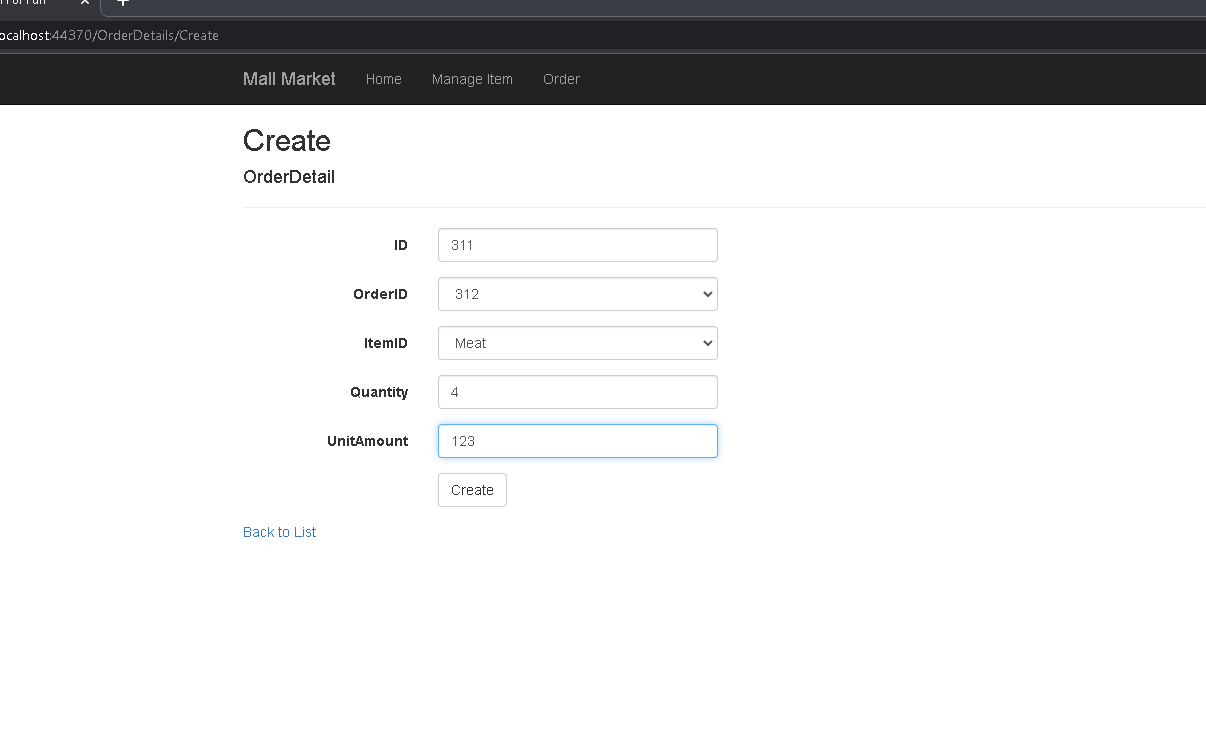 ocalhost:44370/OrderDetails/Create
Mall Market Home Manage Item Order
Create
OrderDetail
ID 311
OrderID 312
ItemID Meat
Quantity 4
UnitAmount 123
Create
Back to List